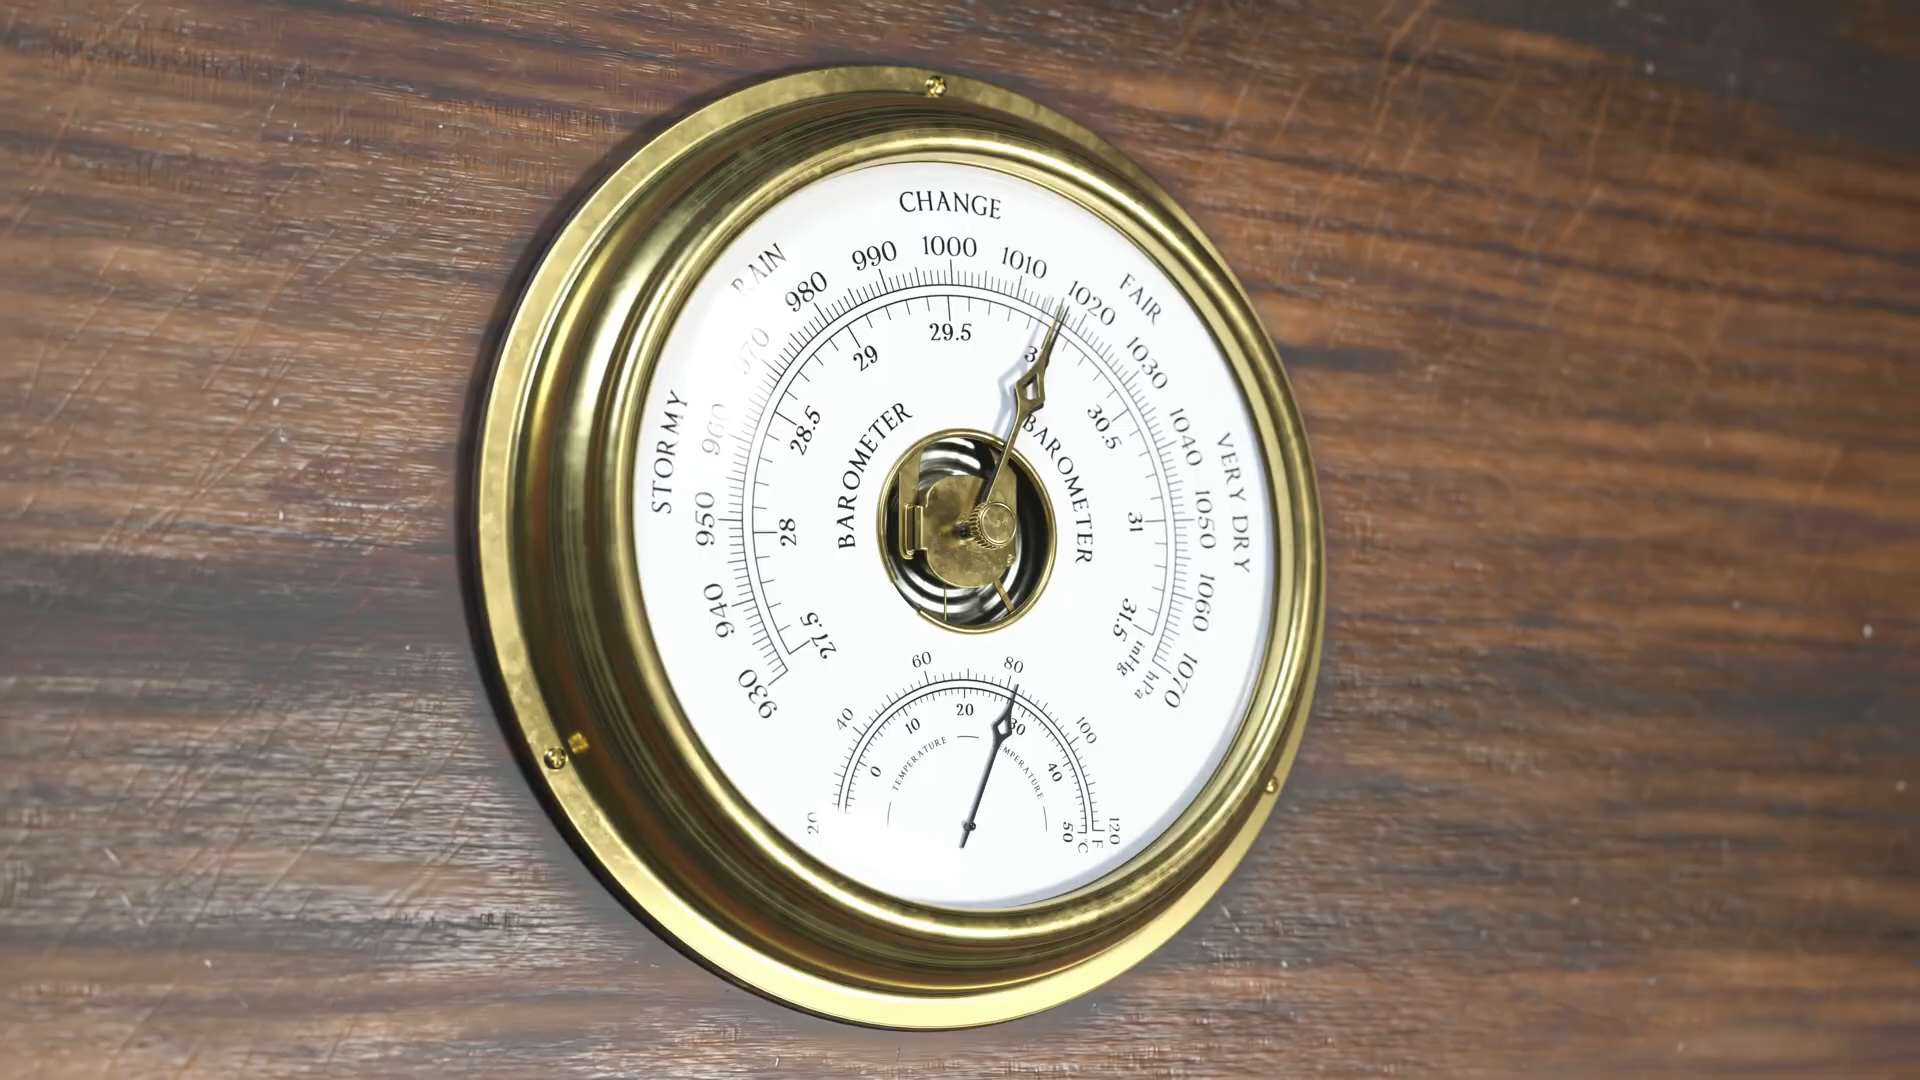 CHANGE
RAIN
FAIR
STORMY
VERY DRY
930
940
950
960
970
980
990
1000
1010
1020
1030
1040
1050
1060
1070
hPa
27.5
28
28.5
29
29.5
30.5
31
31.5
inHg
BAROMETER
BAROMETER
20
40
60
80
100
120
°F
0
10
20
30
40
50
°C
TEMPERATURE
TEMPERATURE